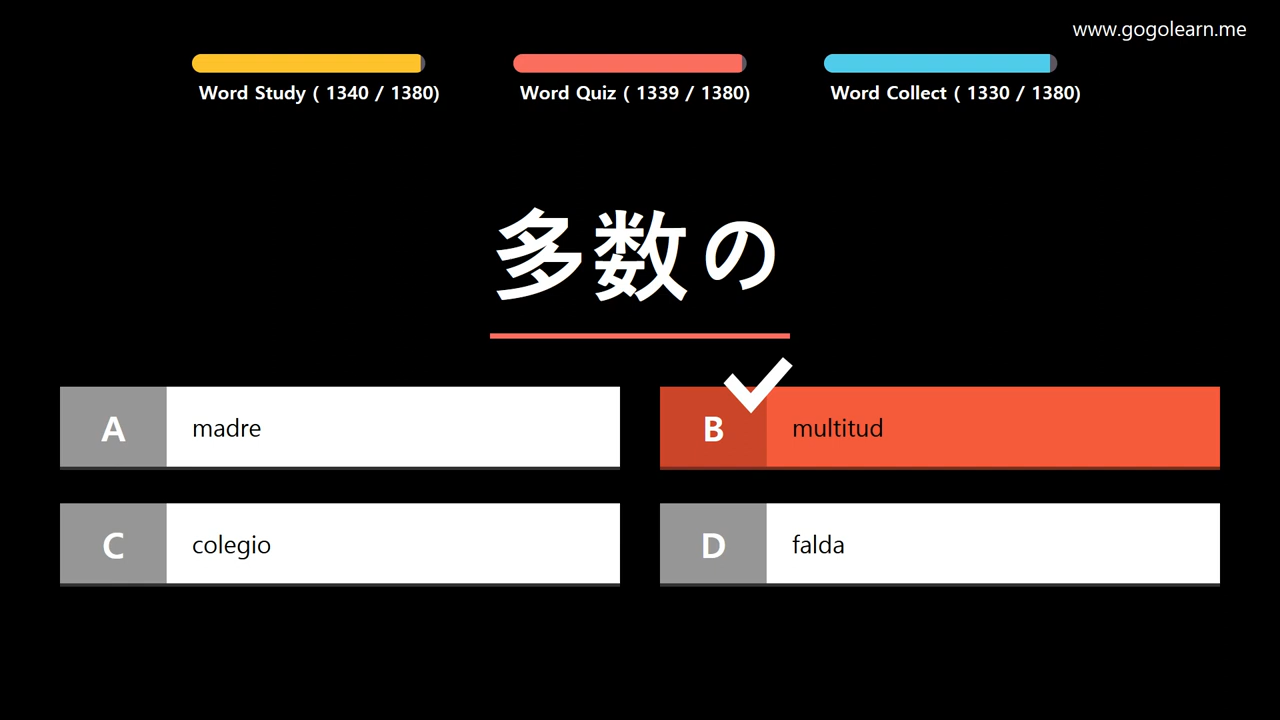 www.gogolearn.me
Word Study ( 1340 / 1380)
Word Quiz ( 1339 / 1380)
Word Collect ( 1330 / 1380)
多数の
A madre
B multitud
C colegio
D falda